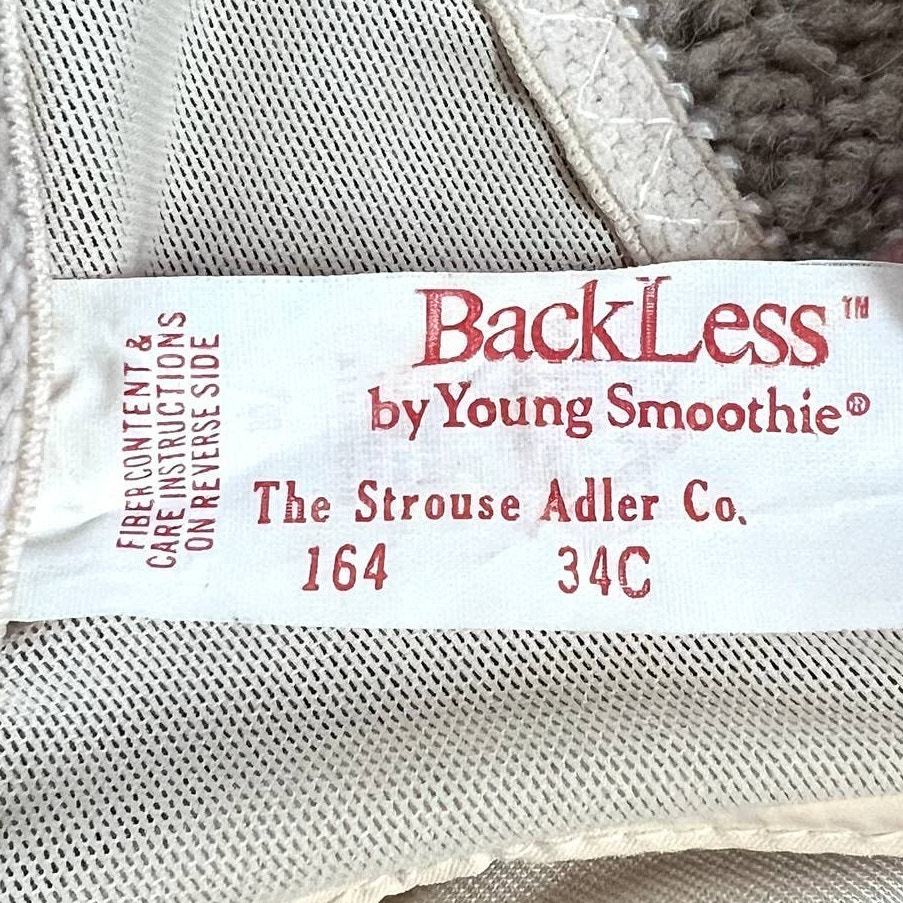 BackLess™
by Young Smoothie®
The Strouse Adler Co.
164 34C
FIBER CONTENT &
CARE INSTRUCTIONS
ON REVERSE SIDE